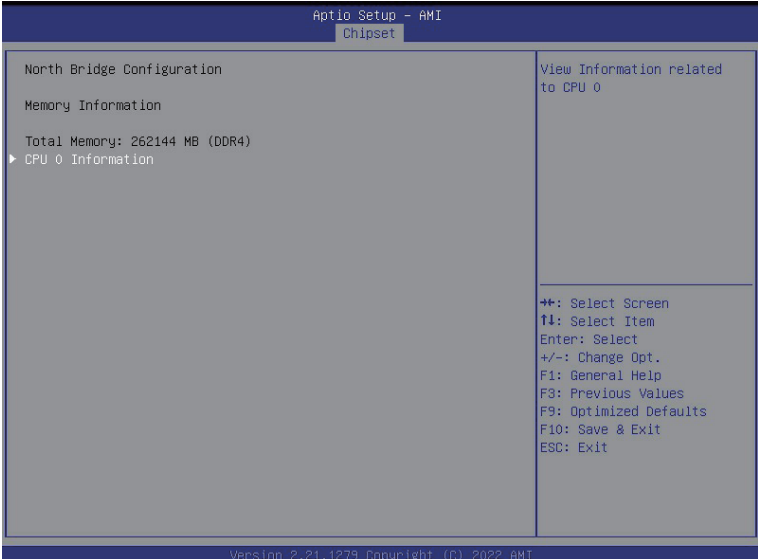 Aptio Setup – AMI
Chipset
North Bridge Configuration
Memory Information
Total Memory: 262144 MB (DDR4)
▶ CPU 0 Information
View Information related
to CPU 0
→←: Select Screen
↑↓: Select Item
Enter: Select
+/-: Change Opt.
F1: General Help
F3: Previous Values
F9: Optimized Defaults
F10: Save & Exit
ESC: Exit
Version 2.21.1279 Copyright (C) 2022 AMI